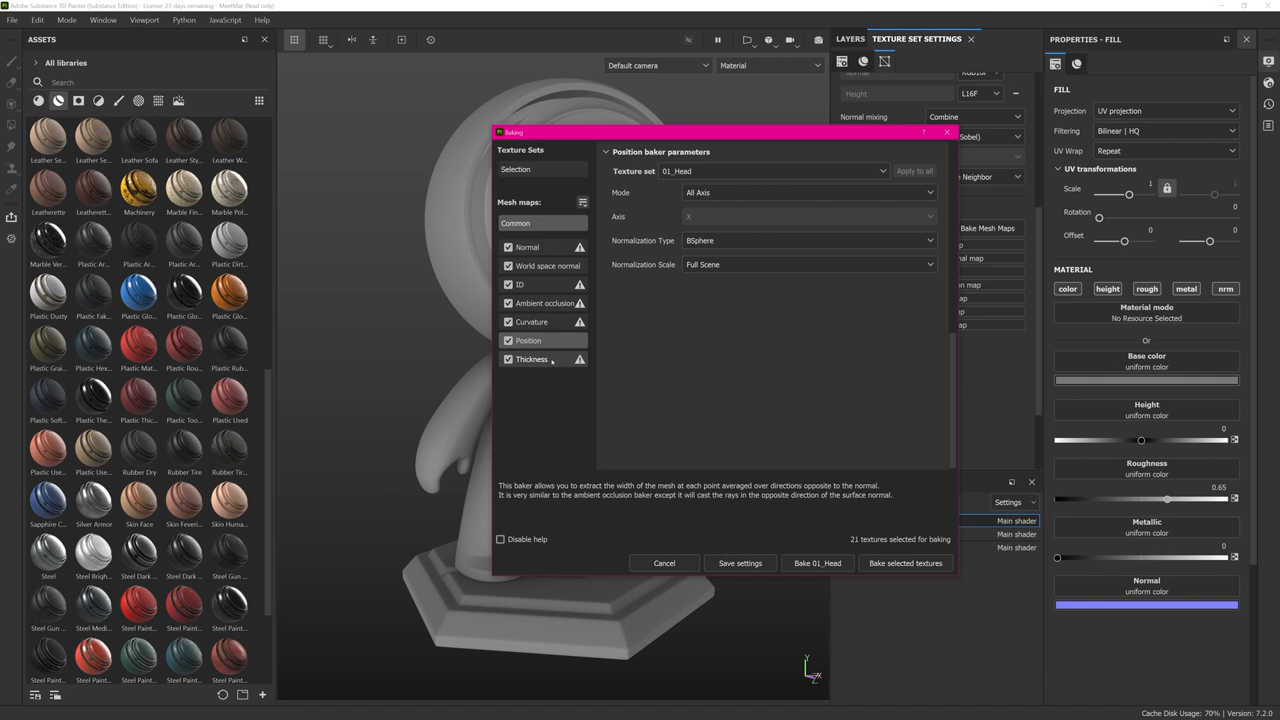 Adobe Substance 3D Painter (Substance Edition) - License: 23 days remaining - MeetMat (Read only)
File Edit Mode Window Viewport Python JavaScript Help
ASSETS
All libraries
Search
Leather Se... Leather Se... Leather Sofa Leather Sty... Leather W...
Leatherette Leatherett... Machinery Marble Fin... Marble Pol...
Marble Ver... Plastic Ar... Plastic Ar... Plastic Ar... Plastic Dirt...
Plastic Dusty Plastic Fak... Plastic Glo... Plastic Glo... Plastic Glo...
Plastic Grai... Plastic Hex... Plastic Mat... Plastic Rou... Plastic Rub...
Plastic Soft... Plastic The... Plastic Thic... Plastic Too... Plastic Used
Plastic Use... Plastic Use... Rubber Dry Rubber Tire Rubber Tir...
Sapphire C... Silver Armor Skin Face Skin Feveri... Skin Huma...
Steel Steel Brigh... Steel Dark ... Steel Dark ... Steel Gun ...
Steel Gun ... Steel Medi... Steel Paint... Steel Paint... Steel Paint...
Steel Paint... Steel Paint... Steel Paint... Steel Paint... Steel Paint...
Default camera
Material
Y
X
Z
Baking
?
Texture Sets
Selection
Mesh maps:
Common
Normal
World space normal
ID
Ambient occlusion
Curvature
Position
Thickness
Position baker parameters
Texture set 01_Head Apply to all
Mode All Axis
Axis X
Normalization Type BSphere
Normalization Scale Full Scene
This baker allows you to extract the width of the mesh at each point averaged over directions opposite to the normal.
It is very similar to the ambient occlusion baker except it will cast the rays in the opposite direction of the surface normal.
Disable help
21 textures selected for baking
Cancel Save settings Bake 01_Head Bake selected textures
LAYERS TEXTURE SET SETTINGS
Height L16F
Normal mixing Combine
(Sobel)
Neighbor
Bake Mesh Maps
Settings
Main shader
Main shader
Main shader
PROPERTIES - FILL
FILL
Projection UV projection
Filtering Bilinear | HQ
UV Wrap Repeat
UV transformations
Scale 1 1
Rotation 0
Offset 0 0
MATERIAL
color height rough metal nrm
Material mode
No Resource Selected
Or
Base color
uniform color
Height
uniform color
0
Roughness
uniform color
0.65
Metallic
uniform color
0
Normal
uniform color
Cache Disk Usage: 70% | Version: 7.2.0